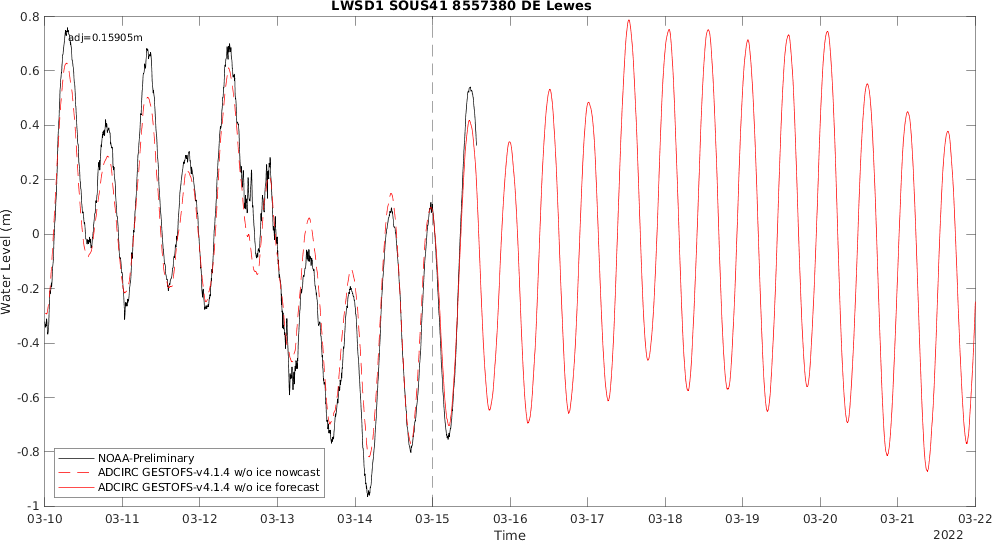 LWSD1 SOUS41 8557380 DE Lewes
adj=0.15905m
0.8
0.6
0.4
0.2
0
-0.2
-0.4
-0.6
-0.8
-1
Water Level (m)
NOAA-Preliminary
ADCIRC GESTOFS-v4.1.4 w/o ice nowcast
ADCIRC GESTOFS-v4.1.4 w/o ice forecast
03-10 03-11 03-12 03-13 03-14 03-15 03-16 03-17 03-18 03-19 03-20 03-21 03-22
Time
2022